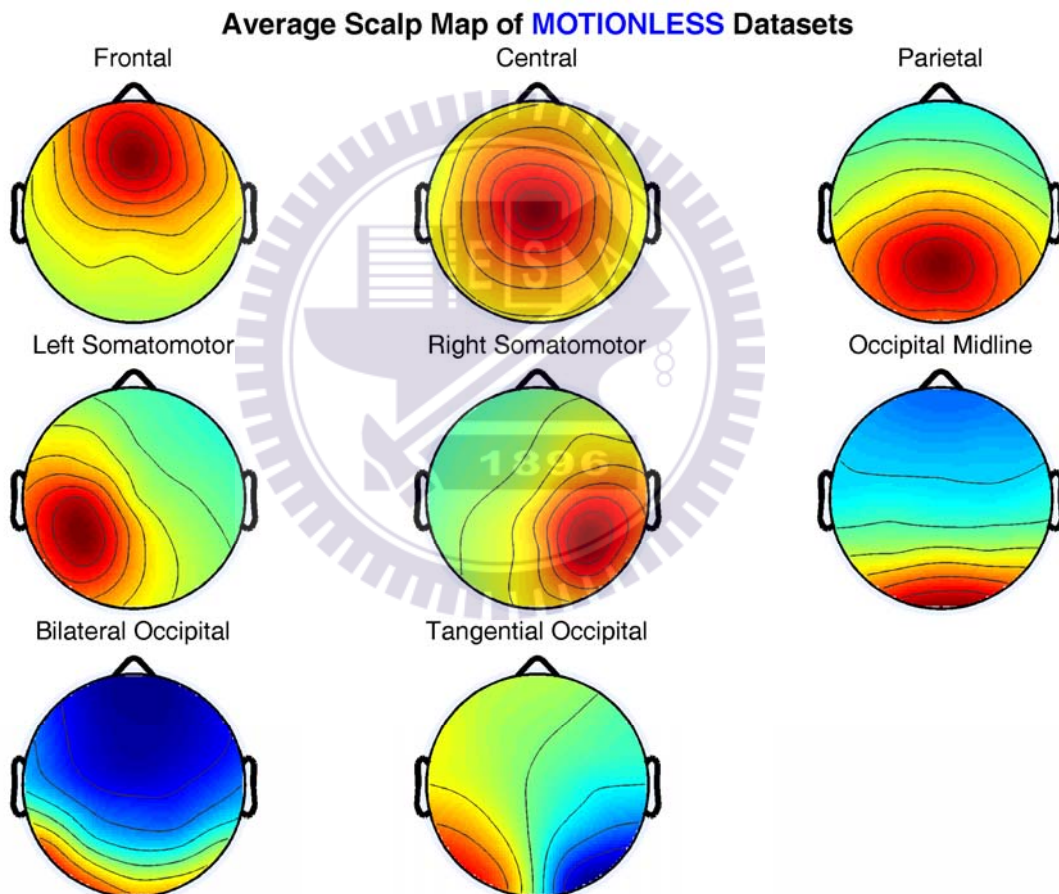 Average Scalp Map of MOTIONLESS Datasets
Frontal
Central
Parietal
E S A
Left Somatomotor
Right Somatomotor
Occipital Midline
1896
Bilateral Occipital
Tangential Occipital